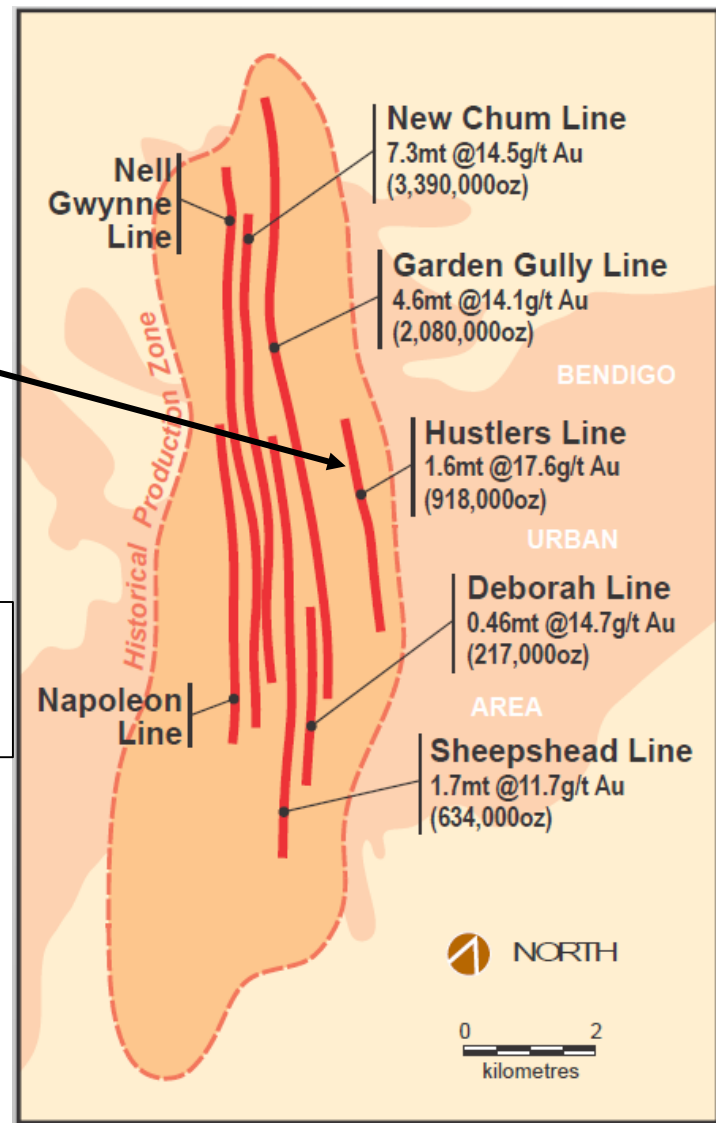 New Chum Line
7.3mt @14.5g/t Au
(3,390,000oz)
Nell
Gwynne
Line
Garden Gully Line
4.6mt @14.1g/t Au
(2,080,000oz)
Historical Production Zone
BENDIGO
Hustlers Line
1.6mt @17.6g/t Au
(918,000oz)
URBAN
Deborah Line
0.46mt @14.7g/t Au
(217,000oz)
Napoleon
Line
AREA
Sheepshead Line
1.7mt @11.7g/t Au
(634,000oz)
NORTH
0 2
kilometres